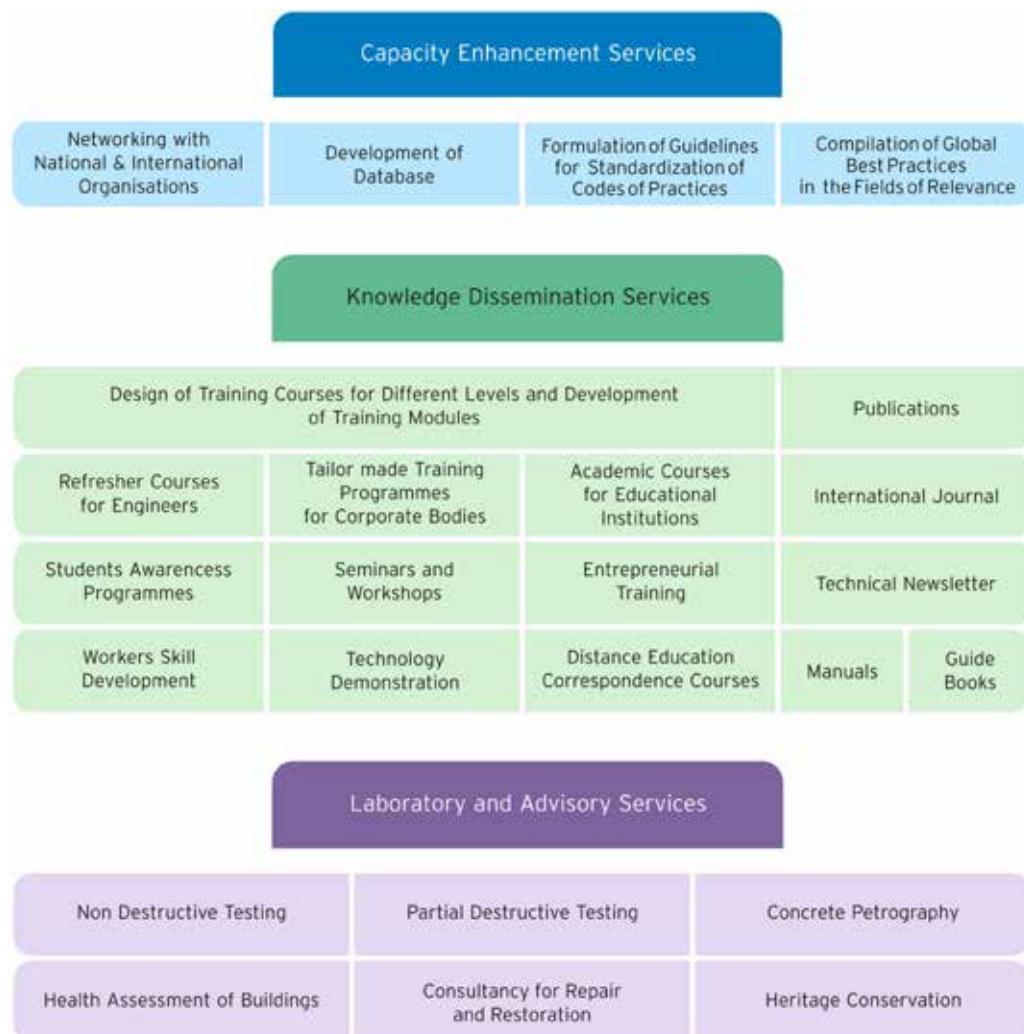 Capacity Enhancement Services
Networking with
National & International
Organisations
Development of
Database
Formulation of Guidelines
for Standardization of
Codes of Practices
Compilation of Global
Best Practices
in the Fields of Relevance
Knowledge Dissemination Services
Design of Training Courses for Different Levels and Development
of Training Modules
Publications
Refresher Courses
for Engineers
Tailor made Training
Programmes
for Corporate Bodies
Academic Courses
for Educational
Institutions
International Journal
Students Awarencess
Programmes
Seminars and
Workshops
Entrepreneurial
Training
Technical Newsletter
Workers Skill
Development
Technology
Demonstration
Distance Education
Correspondence Courses
Manuals
Guide
Books
Laboratory and Advisory Services
Non Destructive Testing
Partial Destructive Testing
Concrete Petrography
Health Assessment of Buildings
Consultancy for Repair
and Restoration
Heritage Conservation